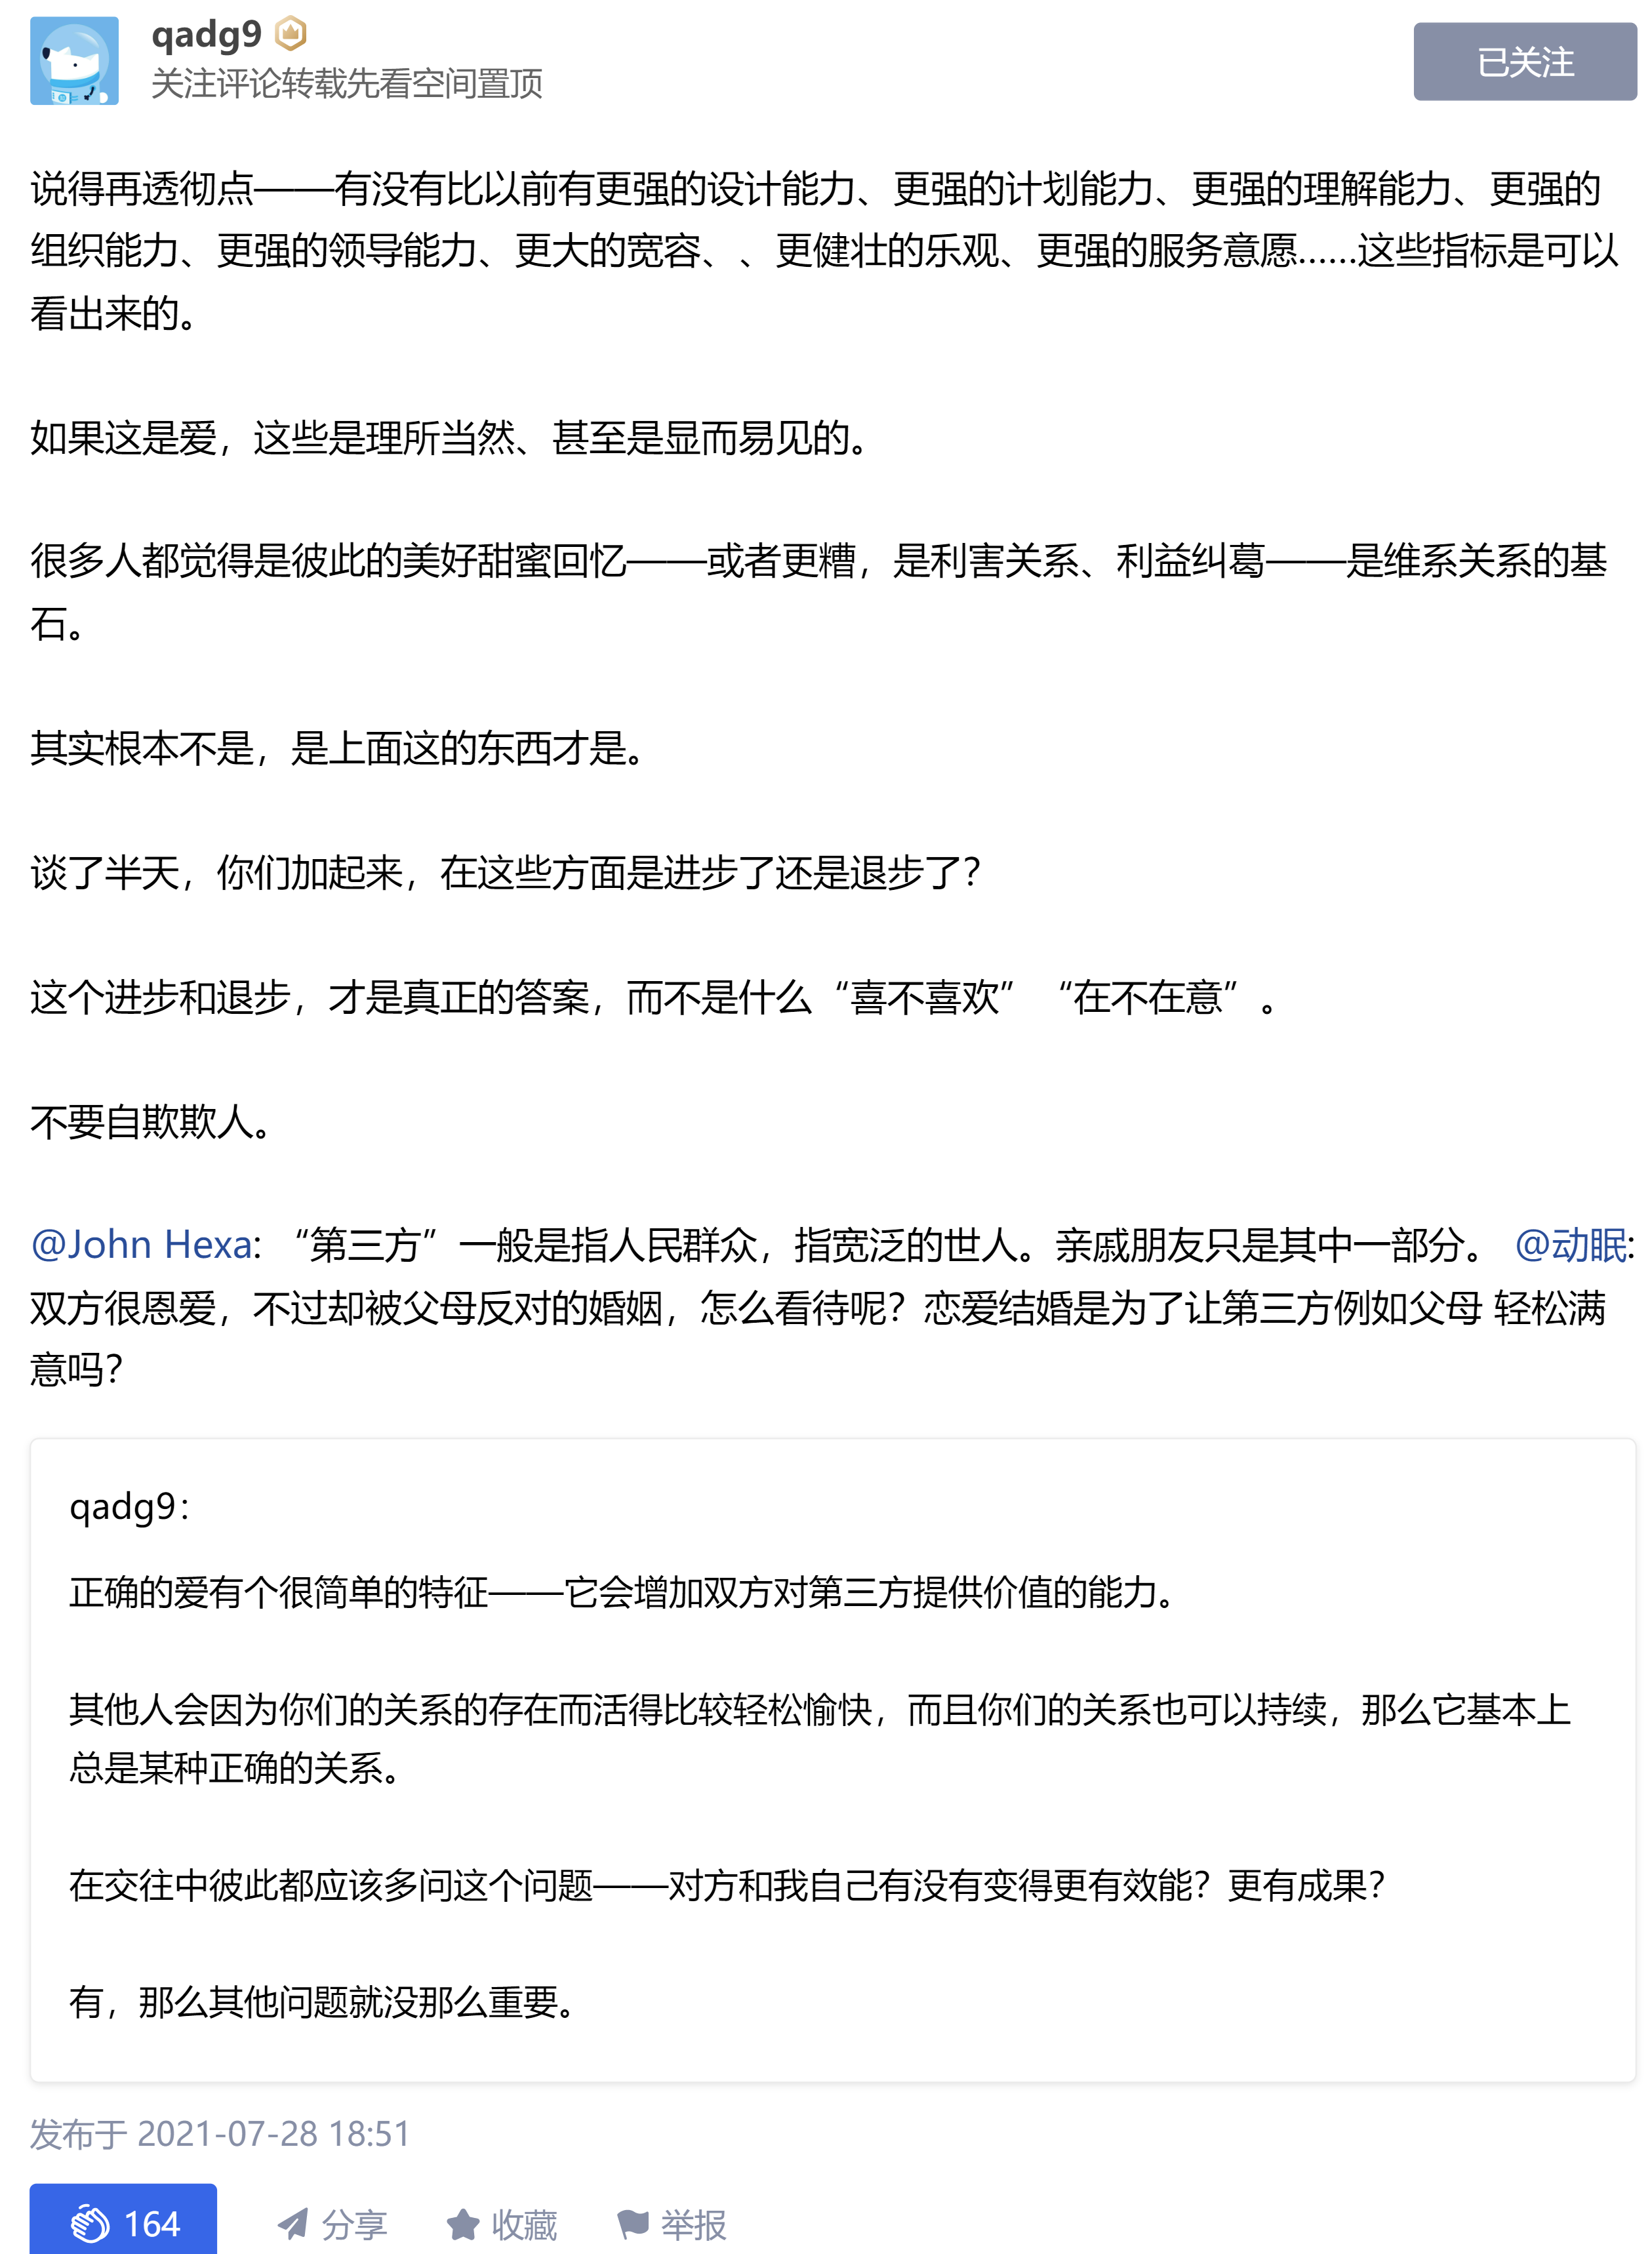 qadg9
关注评论转载先看空间置顶
已关注
说得再透彻点——有没有比以前有更强的设计能力、更强的计划能力、更强的理解能力、更强的
组织能力、更强的领导能力、更大的宽容、、更健壮的乐观、更强的服务意愿……这些指标是可以
看出来的。
如果这是爱，这些是理所当然、甚至是显而易见的。
很多人都觉得是彼此的美好甜蜜回忆——或者更糟，是利害关系、利益纠葛——是维系关系的基
石。
其实根本不是，是上面这的东西才是。
谈了半天，你们加起来，在这些方面是进步了还是退步了？
这个进步和退步，才是真正的答案，而不是什么“喜不喜欢”“在不在意”。
不要自欺欺人。
@John Hexa: “第三方”一般是指人民群众，指宽泛的世人。亲戚朋友只是其中一部分。 @动眠:
双方很恩爱，不过却被父母反对的婚姻，怎么看待呢？恋爱结婚是为了让第三方例如父母 轻松满
意吗？
qadg9：
正确的爱有个很简单的特征——它会增加双方对第三方提供价值的能力。
其他人会因为你们的关系的存在而活得比较轻松愉快，而且你们的关系也可以持续，那么它基本上
总是某种正确的关系。
在交往中彼此都应该多问这个问题——对方和我自己有没有变得更有效能？更有成果？
有，那么其他问题就没那么重要。
发布于 2021-07-28 18:51
164 分享 收藏 举报